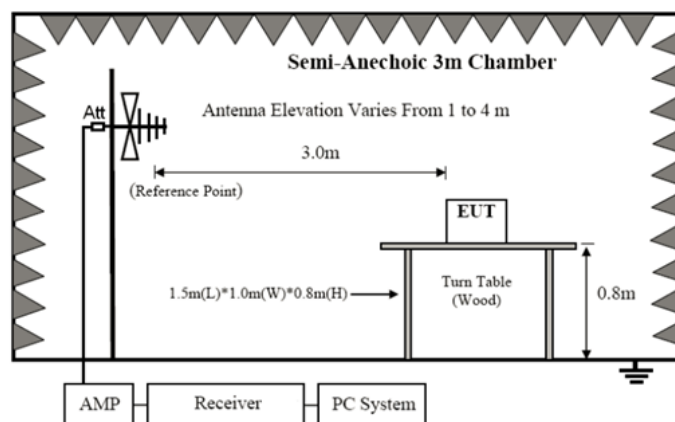 Semi-Anechoic 3m Chamber
Antenna Elevation Varies From 1 to 4 m
Att
3.0m
(Reference Point)
EUT
1.5m(L)*1.0m(W)*0.8m(H)
Turn Table
(Wood)
0.8m
AMP
Receiver
PC System